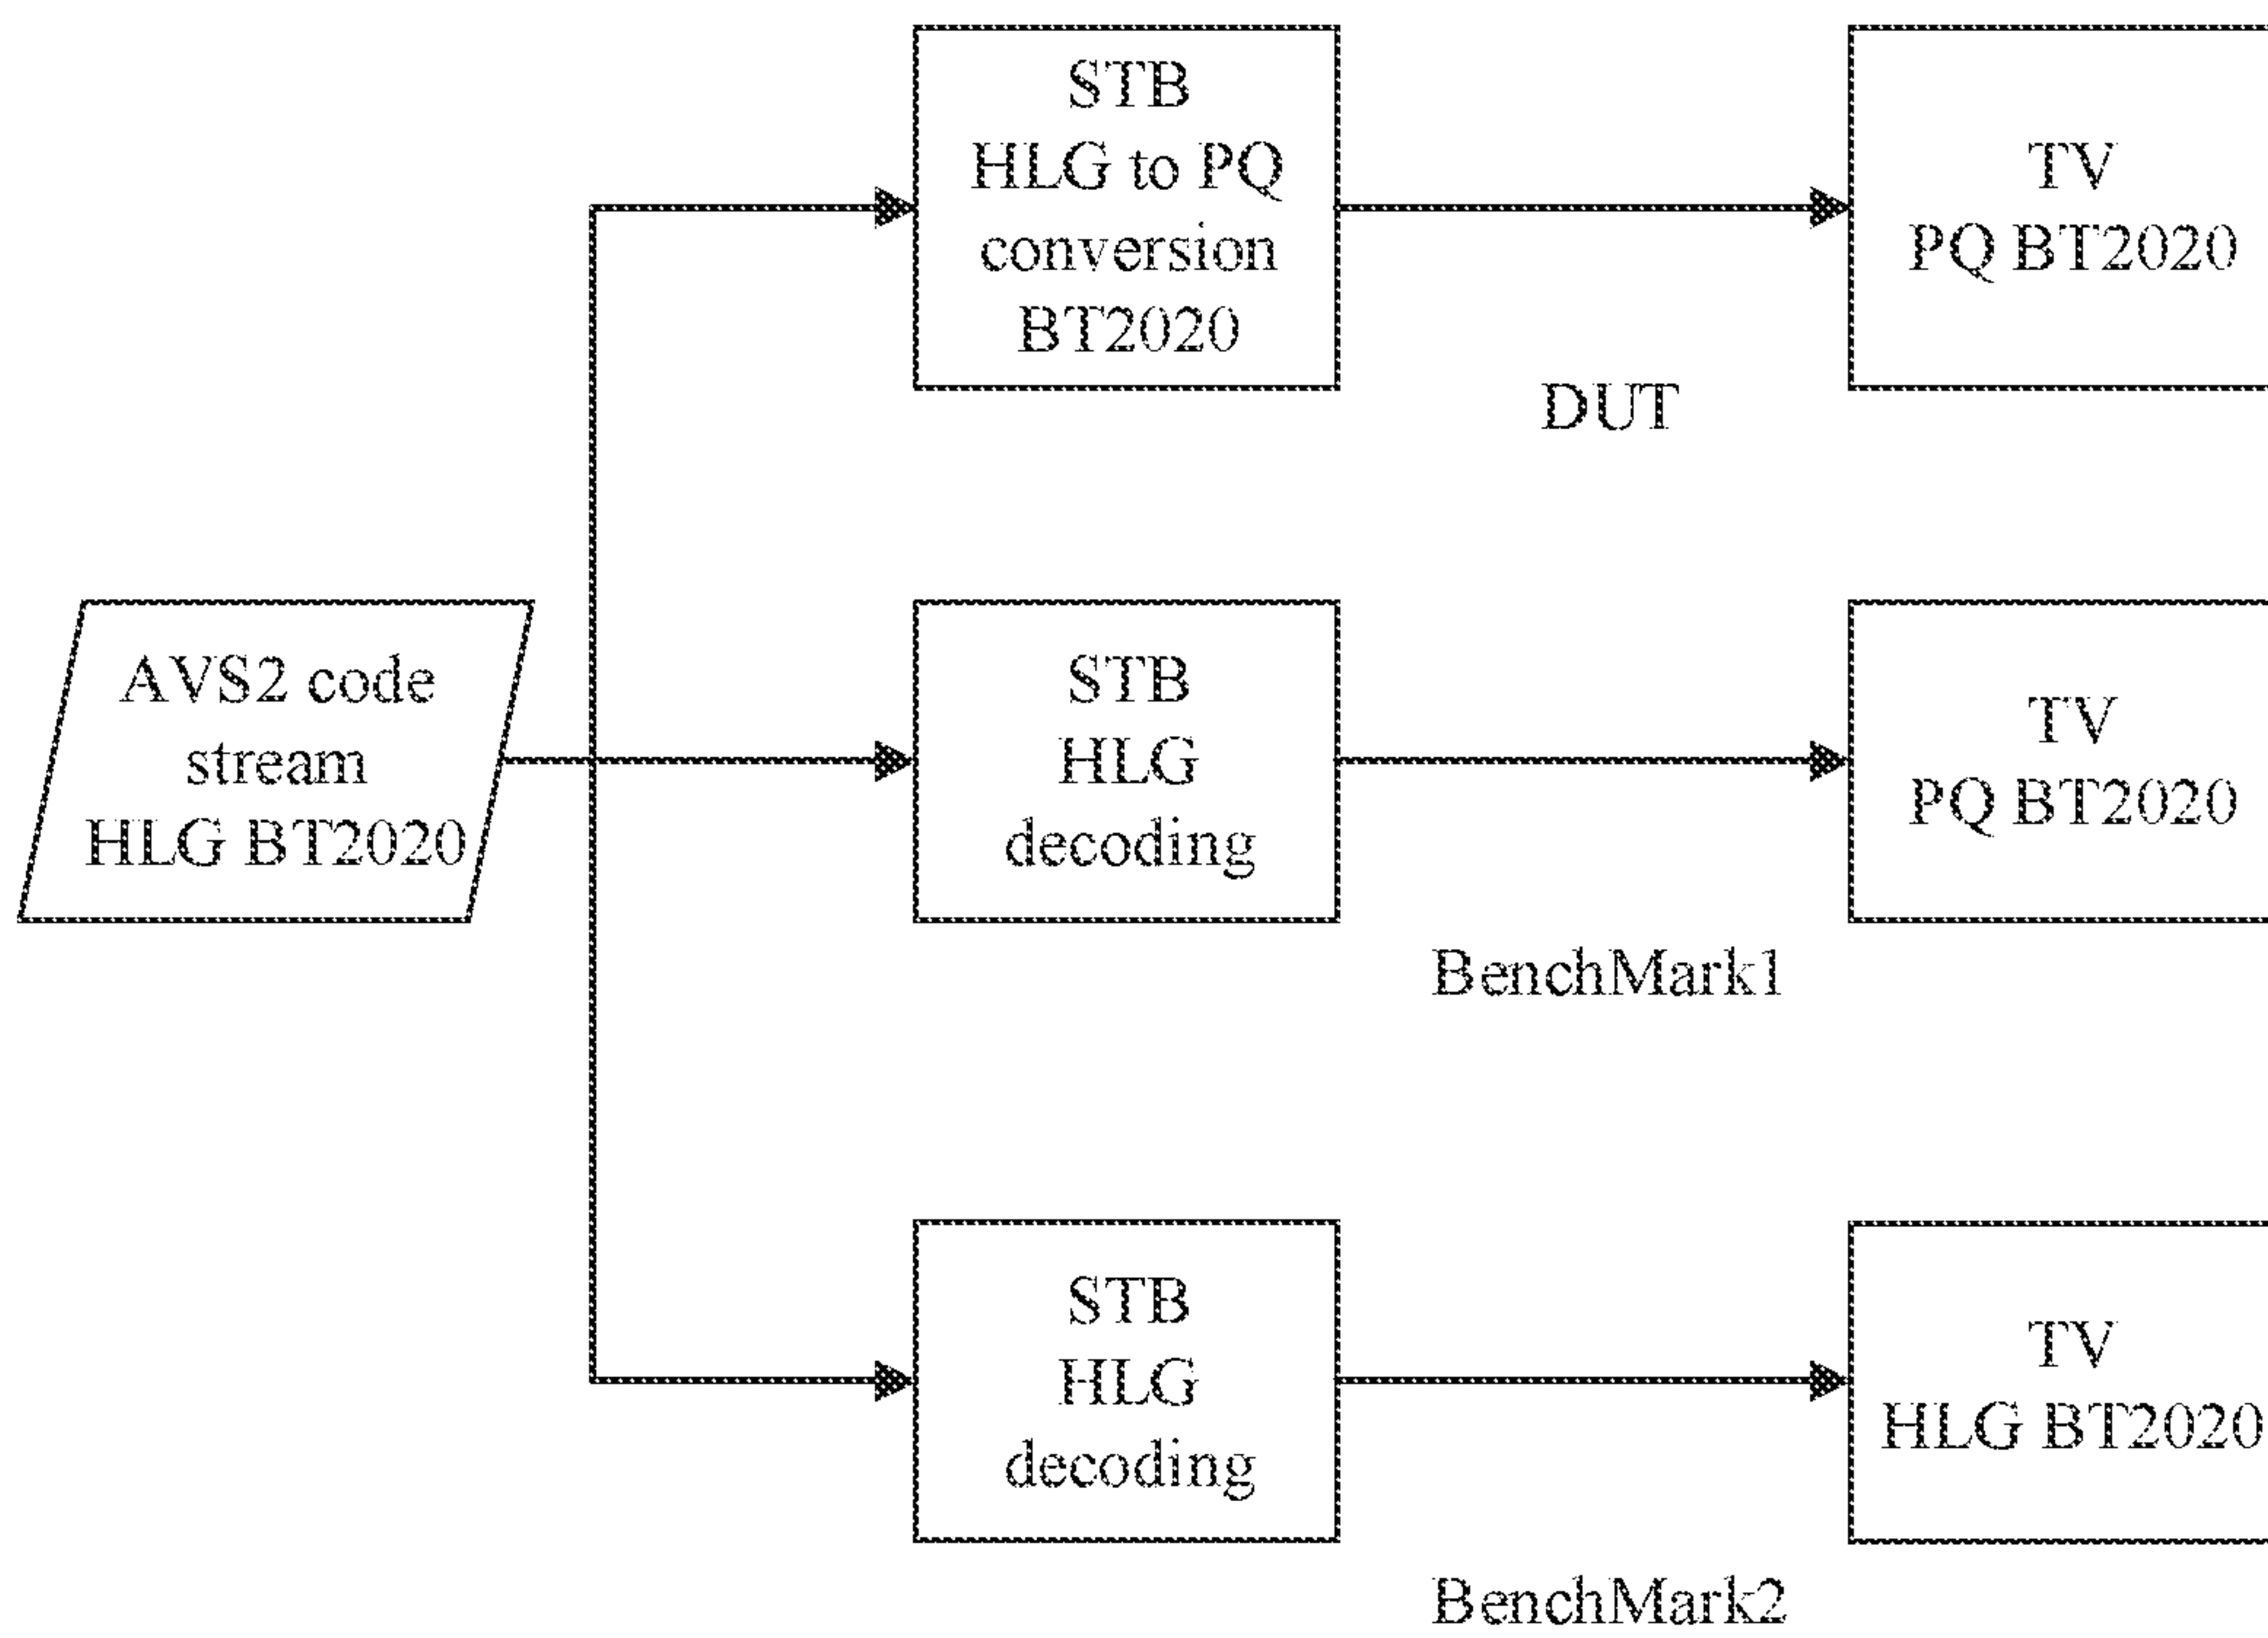 STB
HLG to PQ
conversion
BT2020
TV
PQ BT2020
DUT
AVS2 code
stream
HLG BT2020
STB
HLG
decoding
TV
PQ BT2020
BenchMark1
STB
HLG
decoding
TV
HLG BT2020
BenchMark2